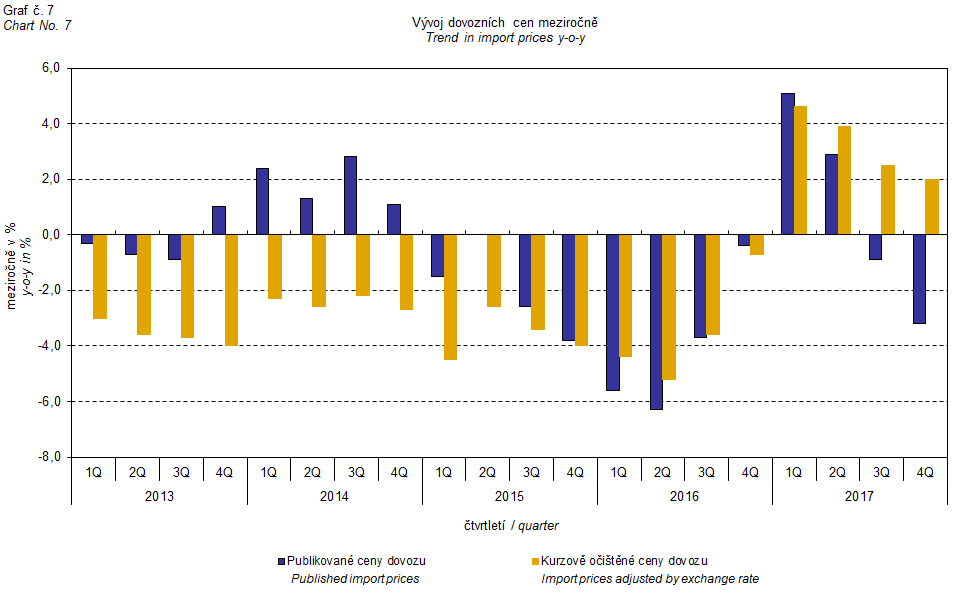 Graf č. 7
Chart No. 7
Vývoj dovozních cen meziročně
Trend in import prices y-o-y
6,0
4,0
2,0
0,0
-2,0
-4,0
-6,0
-8,0
meziročně v %
y-o-y in %
1Q 2Q 3Q 4Q 1Q 2Q 3Q 4Q 1Q 2Q 3Q 4Q 1Q 2Q 3Q 4Q 1Q 2Q 3Q 4Q
2013 2014 2015 2016 2017
čtvrtletí / quarter
Publikované ceny dovozu Kurzově očištěné ceny dovozu
Published import prices Import prices adjusted by exchange rate